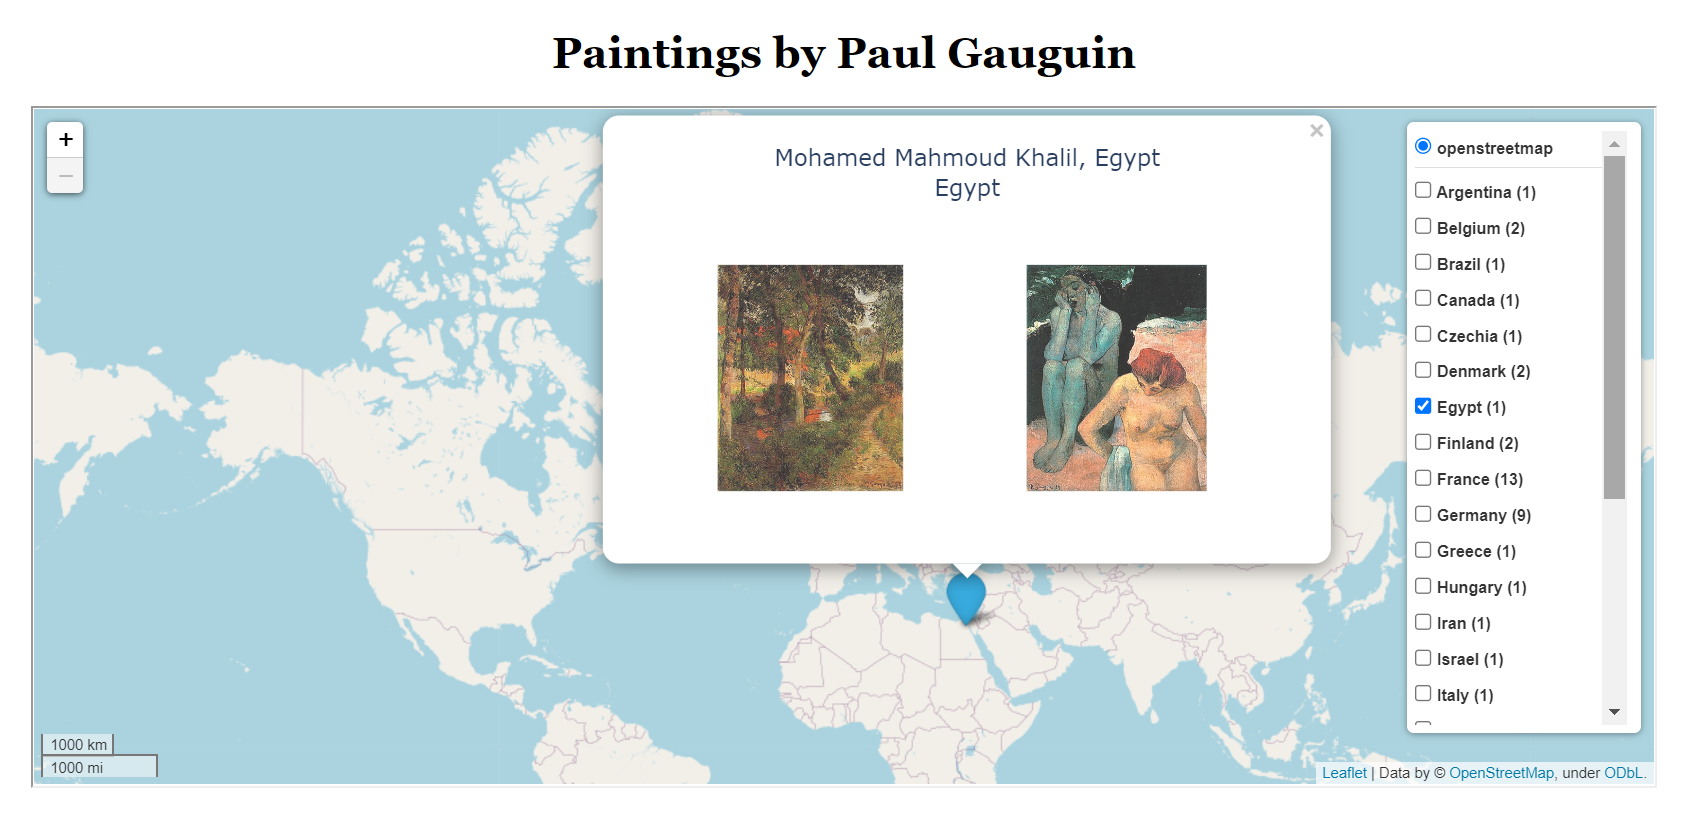 Paintings by Paul Gauguin
+
−
Mohamed Mahmoud Khalil, Egypt
Egypt
×
openstreetmap
Argentina (1)
Belgium (2)
Brazil (1)
Canada (1)
Czechia (1)
Denmark (2)
Egypt (1)
Finland (2)
France (13)
Germany (9)
Greece (1)
Hungary (1)
Iran (1)
Israel (1)
Italy (1)
1000 km
1000 mi
Leaflet | Data by © OpenStreetMap, under ODbL.